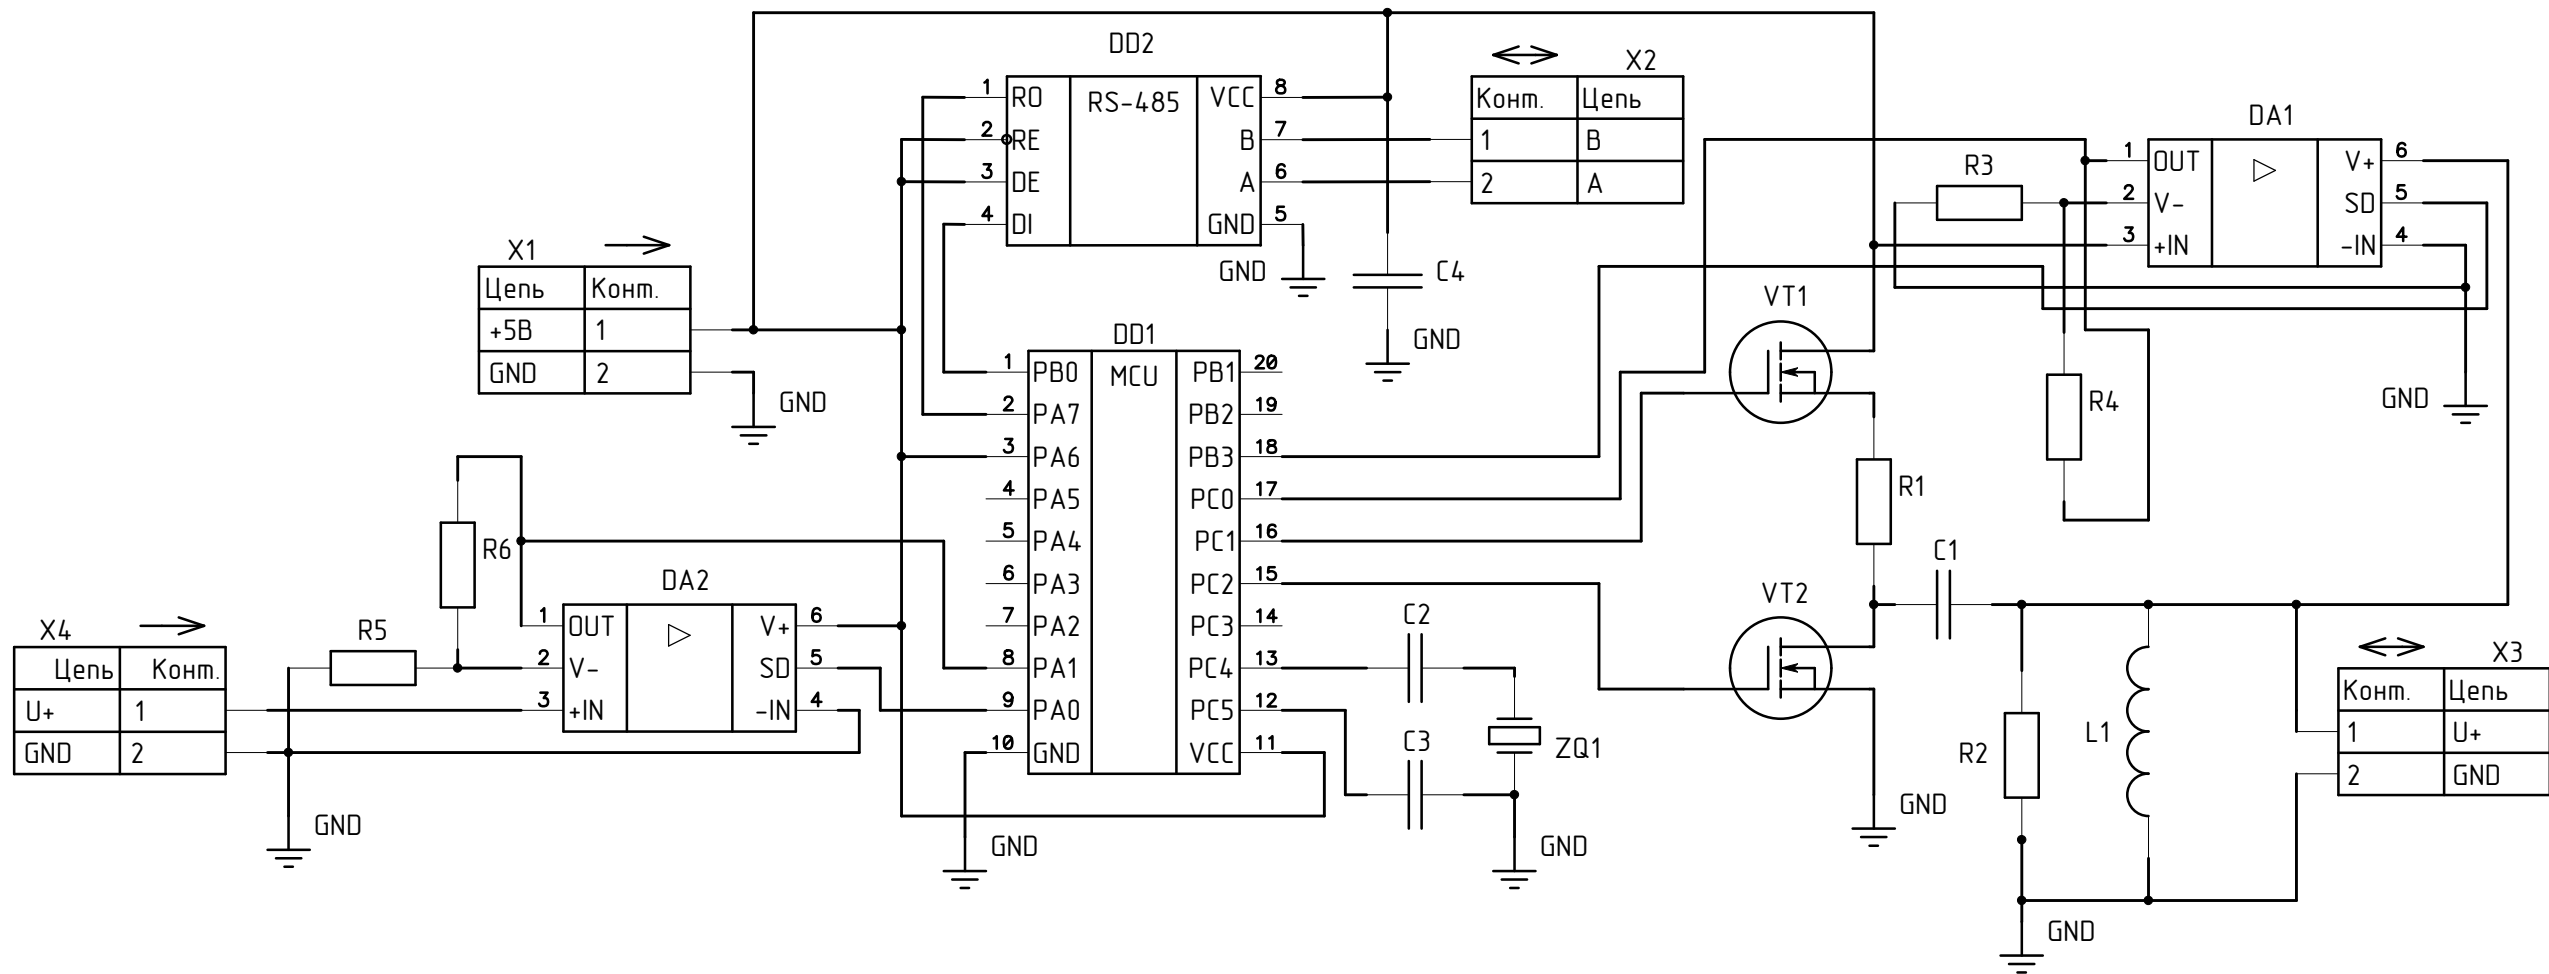 DD2
1 RO RS-485 VCC 8
2 RE B 7
3 DE A 6
4 DI GND 5
GND
X2
Конт. Цепь
1 B
2 A
DA1
1 OUT V+ 6
2 V- SD 5
3 +IN -IN 4
R3
R4
GND
X1
Цепь Конт.
+5В 1
GND 2
GND
C4
GND
VT1
R1
DD1
1 PB0 MCU PB1 20
2 PA7 PB2 19
3 PA6 PB3 18
4 PA5 PC0 17
5 PA4 PC1 16
6 PA3 PC2 15
7 PA2 PC3 14
8 PA1 PC4 13
9 PA0 PC5 12
10 GND VCC 11
GND
R6
DA2
1 OUT V+ 6
2 V- SD 5
3 +IN -IN 4
R5
X4
Цепь Конт.
U+ 1
GND 2
GND
C2
C3
ZQ1
GND
VT2
GND
C1
R2
L1
GND
X3
Конт. Цепь
1 U+
2 GND